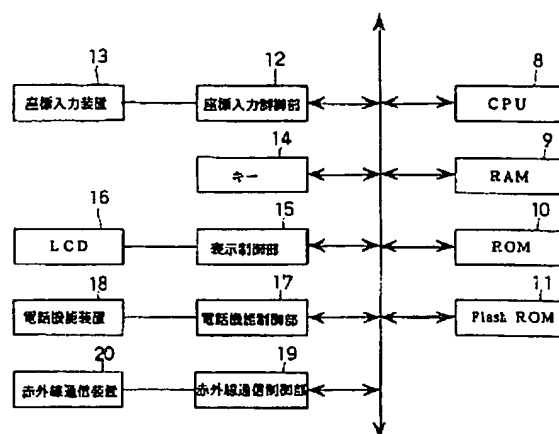 13
12
8
座標入力装置
座標入力制御部
CPU
14
9
キー
RAM
16
15
10
LCD
表示制御部
ROM
18
17
11
電話機能装置
電話機能制御部
Flash ROM
20
19
赤外線通信装置
赤外線通信制御部